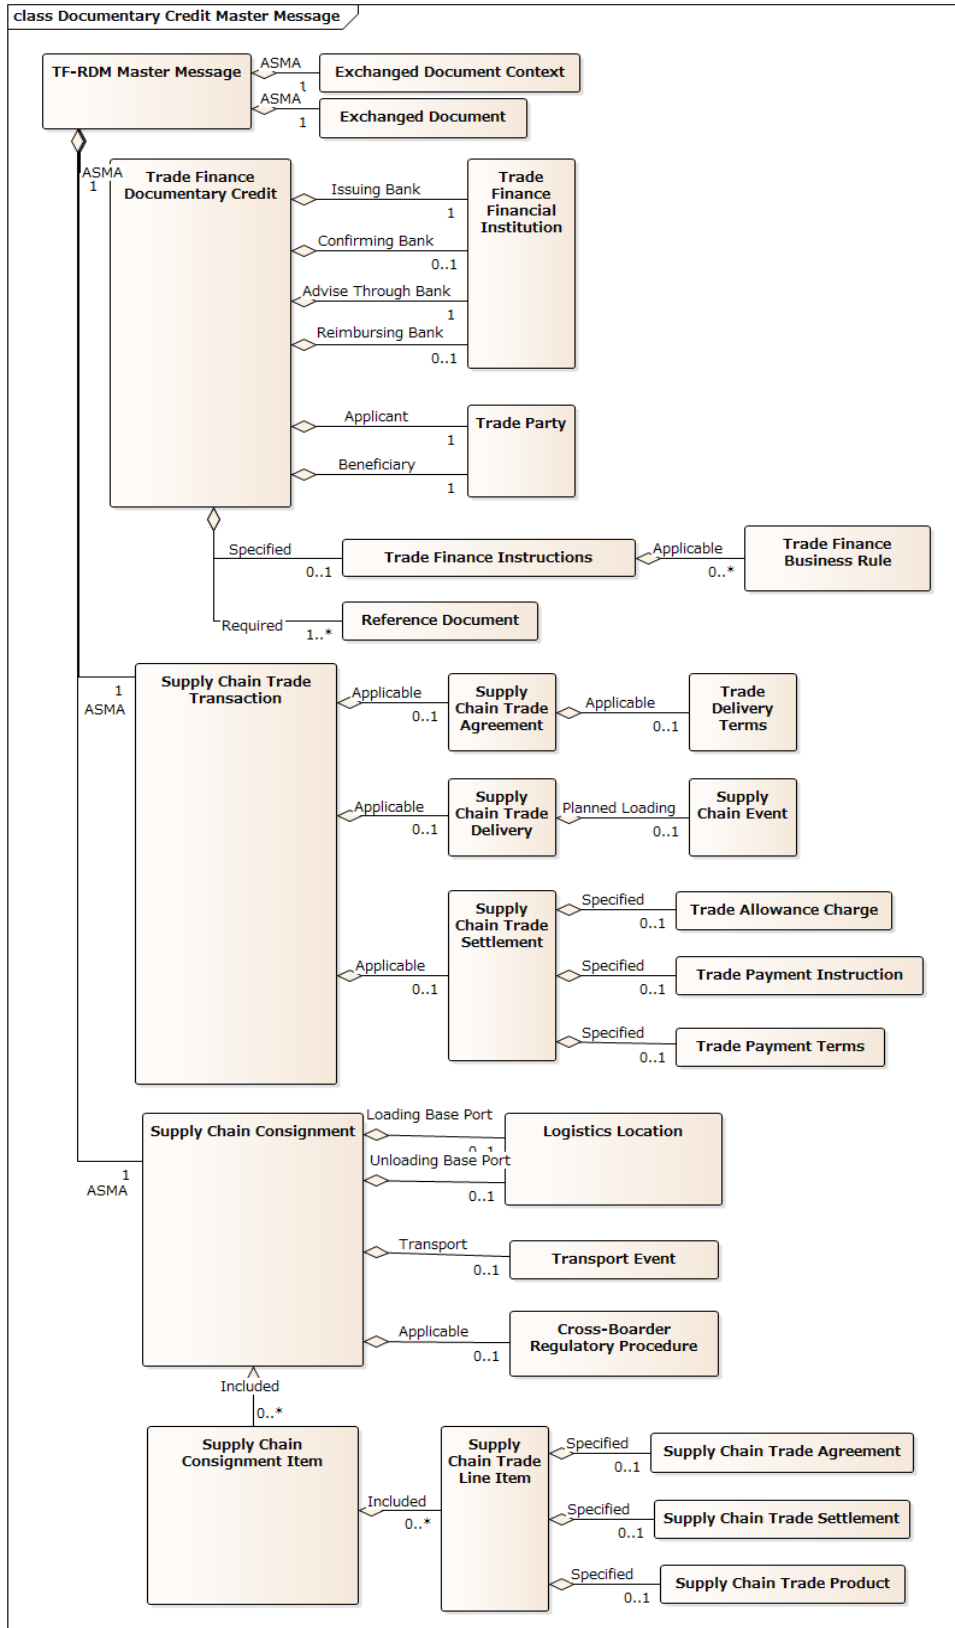 class Documentary Credit Master Message
TF-RDM Master Message
ASMA
1
Exchanged Document Context
ASMA
1
Exchanged Document
ASMA
1
Trade Finance
Documentary Credit
Issuing Bank
1
Confirming Bank
0..1
Advise Through Bank
1
Reimbursing Bank
0..1
Trade
Finance
Financial
Institution
Applicant
1
Beneficiary
1
Trade Party
Specified
0..1
Trade Finance Instructions
Applicable
0..*
Trade Finance
Business Rule
Required
1..*
Reference Document
1
ASMA
Supply Chain Trade
Transaction
Applicable
0..1
Supply
Chain Trade
Agreement
Applicable
0..1
Trade
Delivery
Terms
Applicable
0..1
Supply
Chain Trade
Delivery
Planned Loading
0..1
Supply
Chain Event
Applicable
0..1
Supply
Chain Trade
Settlement
Specified
0..1
Trade Allowance Charge
Specified
0..1
Trade Payment Instruction
Specified
0..1
Trade Payment Terms
1
ASMA
Supply Chain Consignment
Loading Base Port
0..1
Unloading Base Port
0..1
Logistics Location
Transport
0..1
Transport Event
Applicable
0..1
Cross-Boarder
Regulatory Procedure
Included
0..*
Supply Chain
Consignment Item
Included
0..*
Supply
Chain Trade
Line Item
Specified
0..1
Supply Chain Trade Agreement
Specified
0..1
Supply Chain Trade Settlement
Specified
0..1
Supply Chain Trade Product